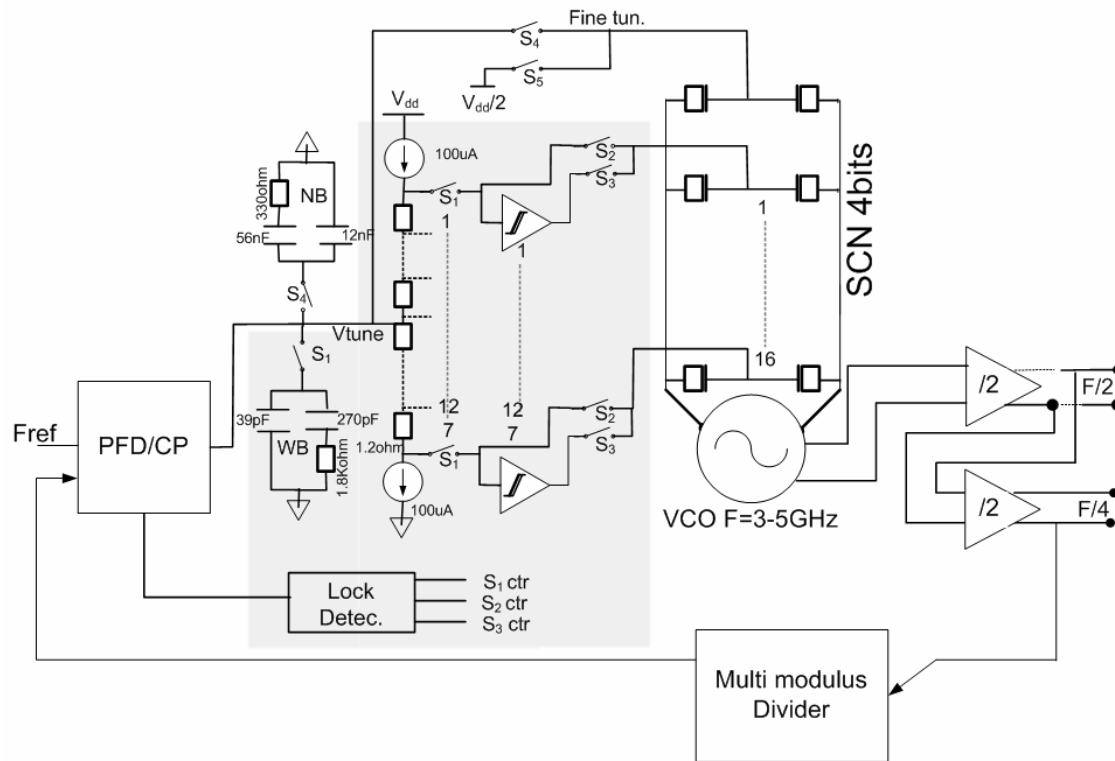 Fine tun.
S4
S5
Vdd/2
Vdd
100uA
S2
S3
S1
1
1
1
330ohm
NB
56nF
12nF
S4
Vtune
S1
SCN 4bits
16
39pF
270pF
WB
1.8Kohm
12
7
1.2ohm
S1
12
7
S2
S3
100uA
Fref
PFD/CP
VCO F=3-5GHz
/2
F/2
/2
F/4
Lock
Detec.
S1 ctr
S2 ctr
S3 ctr
Multi modulus
Divider